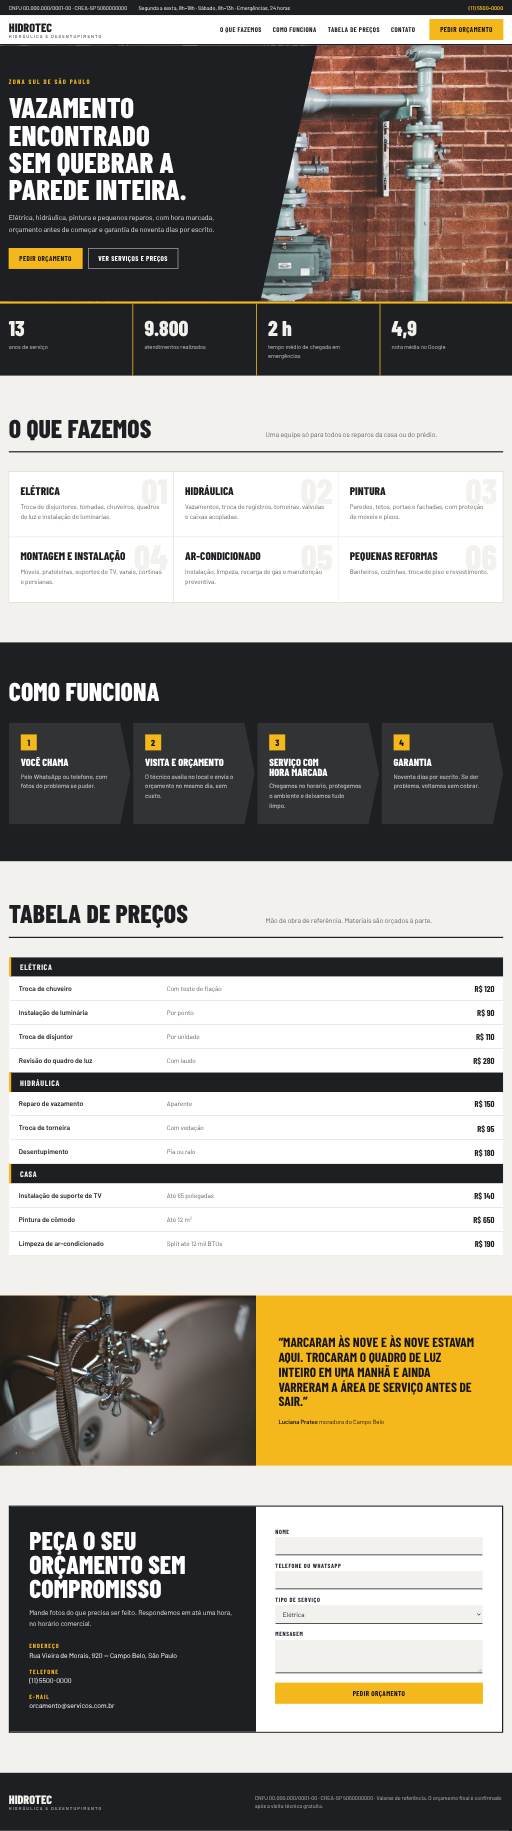 CNPJ 00.000.000/0001-00 · CREA-SP 5060000000 Segunda a sexta, 8h–18h · Sábado, 8h–13h · Emergências, 24 horas (11) 5500-0000
HIDROTEC
HIDRÁULICA E DESENTUPIMENTO
O QUE FAZEMOS COMO FUNCIONA TABELA DE PREÇOS CONTATO PEDIR ORÇAMENTO
ZONA SUL DE SÃO PAULO
VAZAMENTO
ENCONTRADO
SEM QUEBRAR A
PAREDE INTEIRA.
Elétrica, hidráulica, pintura e pequenos reparos, com hora marcada,
orçamento antes de começar e garantia de noventa dias por escrito.
PEDIR ORÇAMENTO VER SERVIÇOS E PREÇOS
13
anos de serviço
9.800
atendimentos realizados
2 h
tempo médio de chegada em
emergências
4,9
nota média no Google
O QUE FAZEMOS
Uma equipe só para todos os reparos da casa ou do prédio.
01
ELÉTRICA
Troca de disjuntores, tomadas, chuveiros, quadros
de luz e instalação de luminárias.
02
HIDRÁULICA
Vazamentos, troca de registros, torneiras, válvulas
e caixas acopladas.
03
PINTURA
Paredes, tetos, portas e fachadas, com proteção
de móveis e pisos.
04
MONTAGEM E INSTALAÇÃO
Móveis, prateleiras, suportes de TV, varais, cortinas
e persianas.
05
AR-CONDICIONADO
Instalação, limpeza, recarga de gás e manutenção
preventiva.
06
PEQUENAS REFORMAS
Banheiros, cozinhas, troca de piso e revestimento.
COMO FUNCIONA
1
VOCÊ CHAMA
Pelo WhatsApp ou telefone, com
fotos do problema se puder.
2
VISITA E ORÇAMENTO
O técnico avalia no local e envia o
orçamento no mesmo dia, sem
custo.
3
SERVIÇO COM
HORA MARCADA
Chegamos no horário, protegemos
o ambiente e deixamos tudo
limpo.
4
GARANTIA
Noventa dias por escrito. Se der
problema, voltamos sem cobrar.
TABELA DE PREÇOS
Mão de obra de referência. Materiais são orçados à parte.
ELÉTRICA
Troca de chuveiro Com teste de fiação R$ 120
Instalação de luminária Por ponto R$ 90
Troca de disjuntor Por unidade R$ 110
Revisão do quadro de luz Com laudo R$ 280
HIDRÁULICA
Reparo de vazamento Aparente R$ 150
Troca de torneira Com vedação R$ 95
Desentupimento Pia ou ralo R$ 180
CASA
Instalação de suporte de TV Até 65 polegadas R$ 140
Pintura de cômodo Até 12 m² R$ 650
Limpeza de ar-condicionado Split até 12 mil BTUs R$ 190
“MARCARAM ÀS NOVE E ÀS NOVE ESTAVAM
AQUI. TROCARAM O QUADRO DE LUZ
INTEIRO EM UMA MANHÃ E AINDA
VARRERAM A ÁREA DE SERVIÇO ANTES DE
SAIR.”
Luciana Prates moradora do Campo Belo
PEÇA O SEU
ORÇAMENTO SEM
COMPROMISSO
Mande fotos do que precisa ser feito. Respondemos em até uma hora,
no horário comercial.
ENDEREÇO
Rua Vieira de Morais, 920 — Campo Belo, São Paulo
TELEFONE
(11) 5500-0000
E-MAIL
orcamento@servicos.com.br
NOME
TELEFONE OU WHATSAPP
TIPO DE SERVIÇO
Elétrica
MENSAGEM
PEDIR ORÇAMENTO
HIDROTEC
HIDRÁULICA E DESENTUPIMENTO
CNPJ 00.000.000/0001-00 · CREA-SP 5060000000 · Valores de referência. O orçamento final é confirmado
após a visita técnica gratuita.